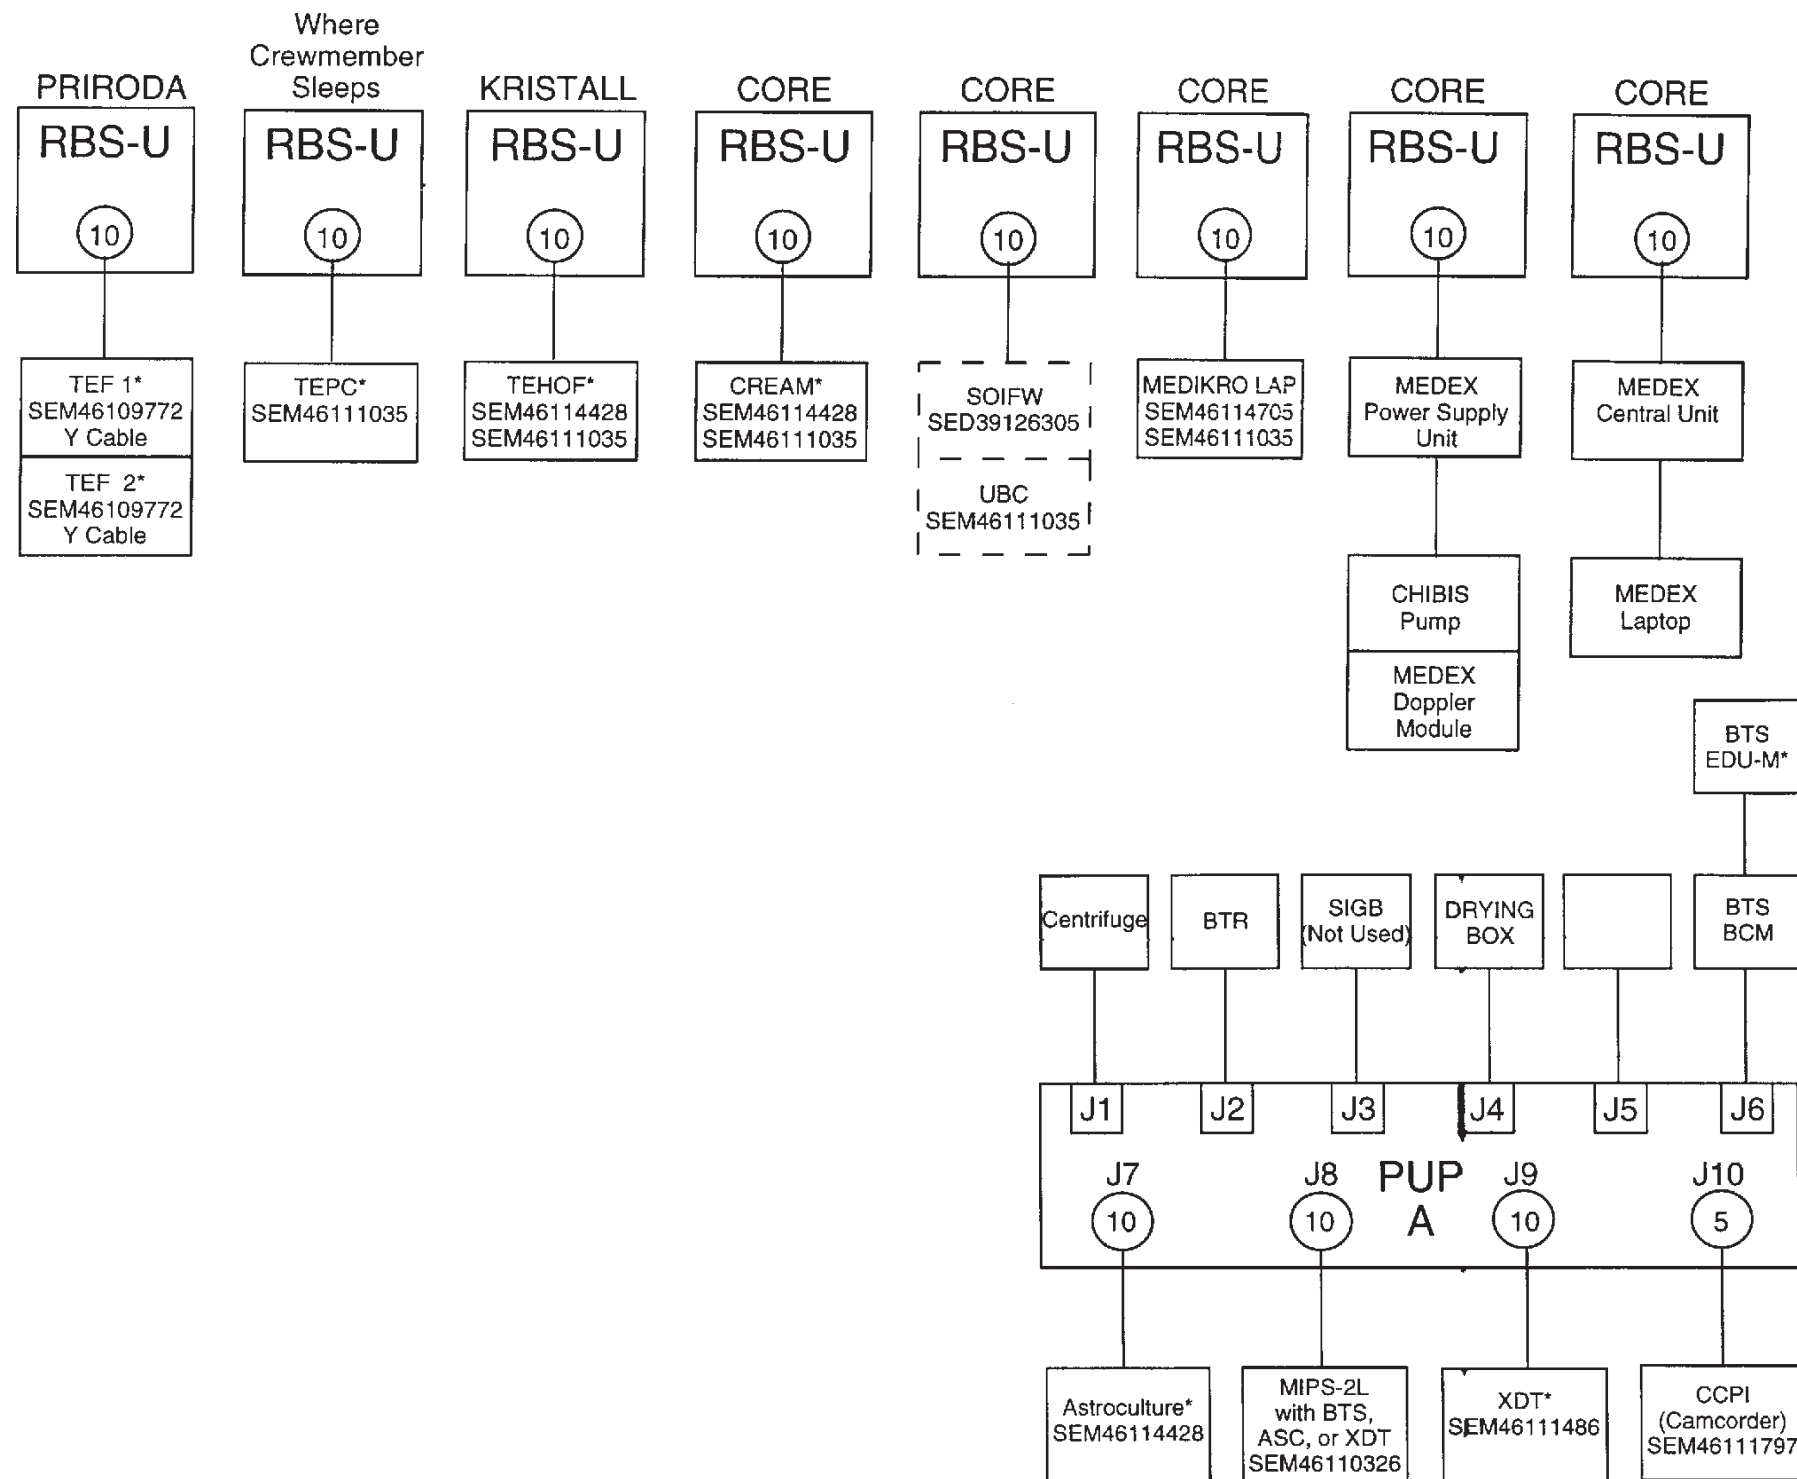 Where
Crewmember
Sleeps
PRIRODA
KRISTALL
CORE
CORE
CORE
CORE
CORE
RBS-U
RBS-U
RBS-U
RBS-U
RBS-U
RBS-U
RBS-U
RBS-U
10
10
10
10
10
10
10
10
TEF 1*
SEM46109772
Y Cable
TEF 2*
SEM46109772
Y Cable
TEPC*
SEM46111035
TEHOF*
SEM46114428
SEM46111035
CREAM*
SEM46114428
SEM46111035
SOIFW
SED39126305
UBC
SEM46111035
MEDIKRO LAP
SEM46114705
SEM46111035
MEDEX
Power Supply
Unit
CHIBIS
Pump
MEDEX
Doppler
Module
MEDEX
Central Unit
MEDEX
Laptop
BTS
EDU-M*
Centrifuge
BTR
SIGB
(Not Used)
DRYING
BOX
BTS
BCM
J1
J2
J3
J4
J5
J6
J7
J8
PUP
A
J9
J10
10
10
10
5
Astroculture*
SEM46114428
MIPS-2L
with BTS,
ASC, or XDT
SEM46110326
XDT*
SEM46111486
CCPI
(Camcorder)
SEM46111797